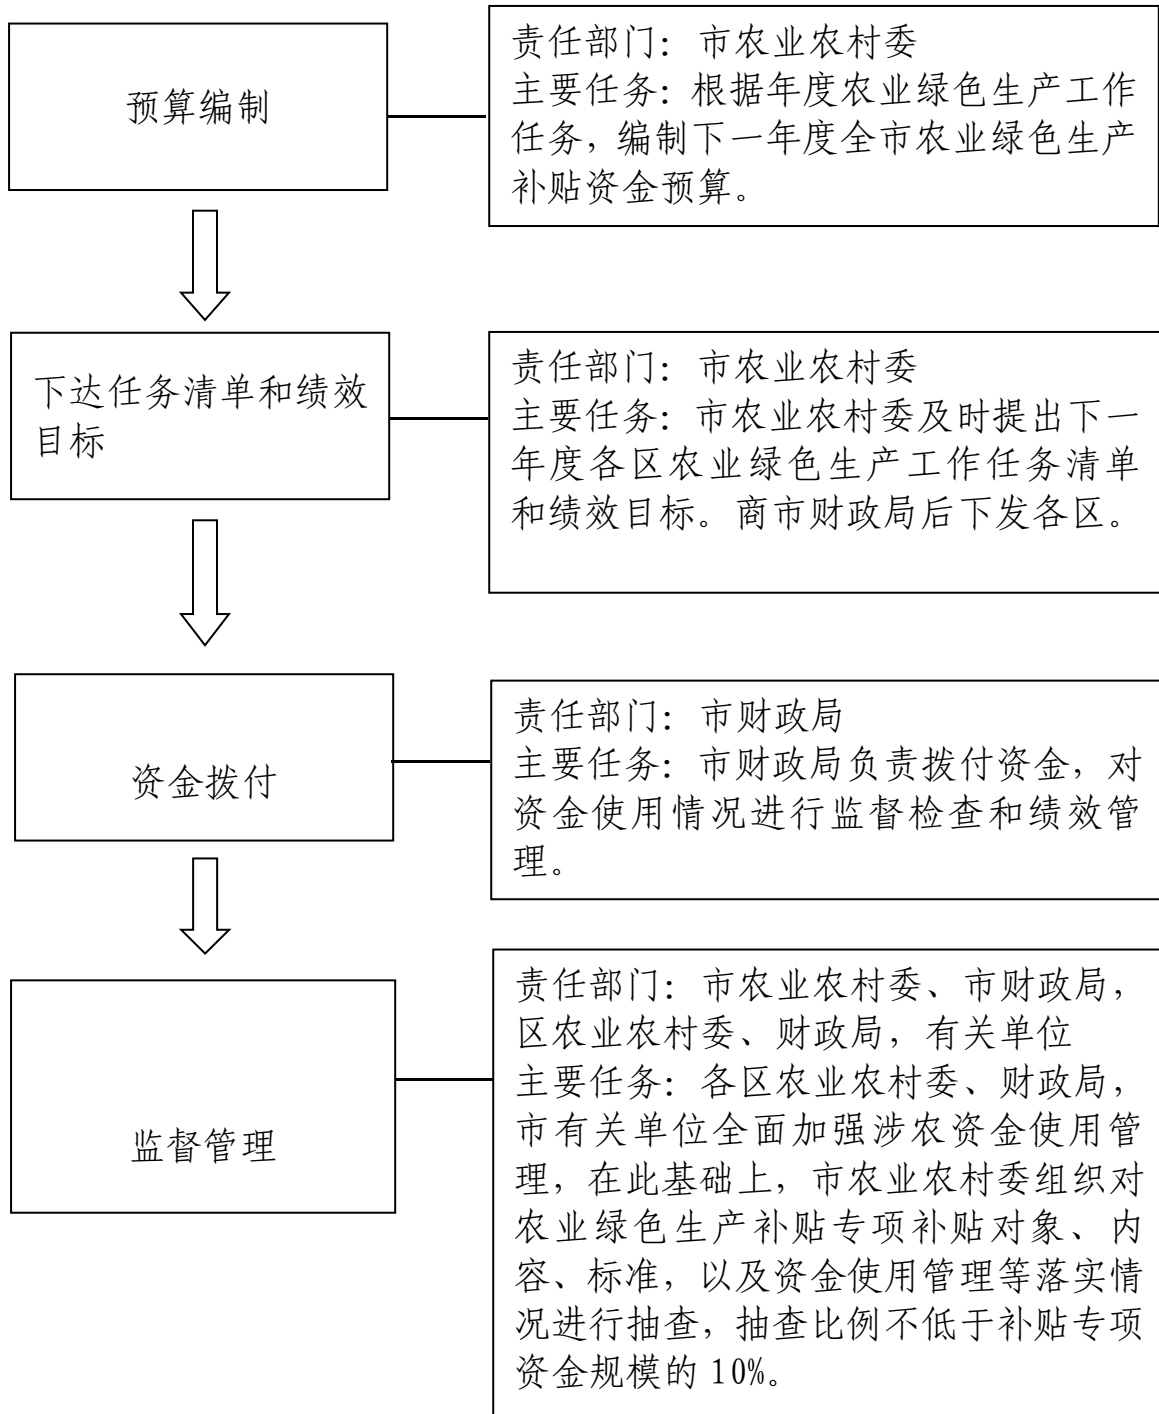 预算编制
责任部门：市农业农村委
主要任务：根据年度农业绿色生产工作
任务，编制下一年度全市农业绿色生产
补贴资金预算。
下达任务清单和绩效
目标
责任部门：市农业农村委
主要任务：市农业农村委及时提出下一
年度各区农业绿色生产工作任务清单
和绩效目标。商市财政局后下发各区。
资金拨付
责任部门：市财政局
主要任务：市财政局负责拨付资金，对
资金使用情况进行监督检查和绩效管
理。
监督管理
责任部门：市农业农村委、市财政局，
区农业农村委、财政局，有关单位
主要任务：各区农业农村委、财政局，
市有关单位全面加强涉农资金使用管
理，在此基础上，市农业农村委组织对
农业绿色生产补贴专项补贴对象、内
容、标准，以及资金使用管理等落实情
况进行抽查，抽查比例不低于补贴专项
资金规模的 10%。